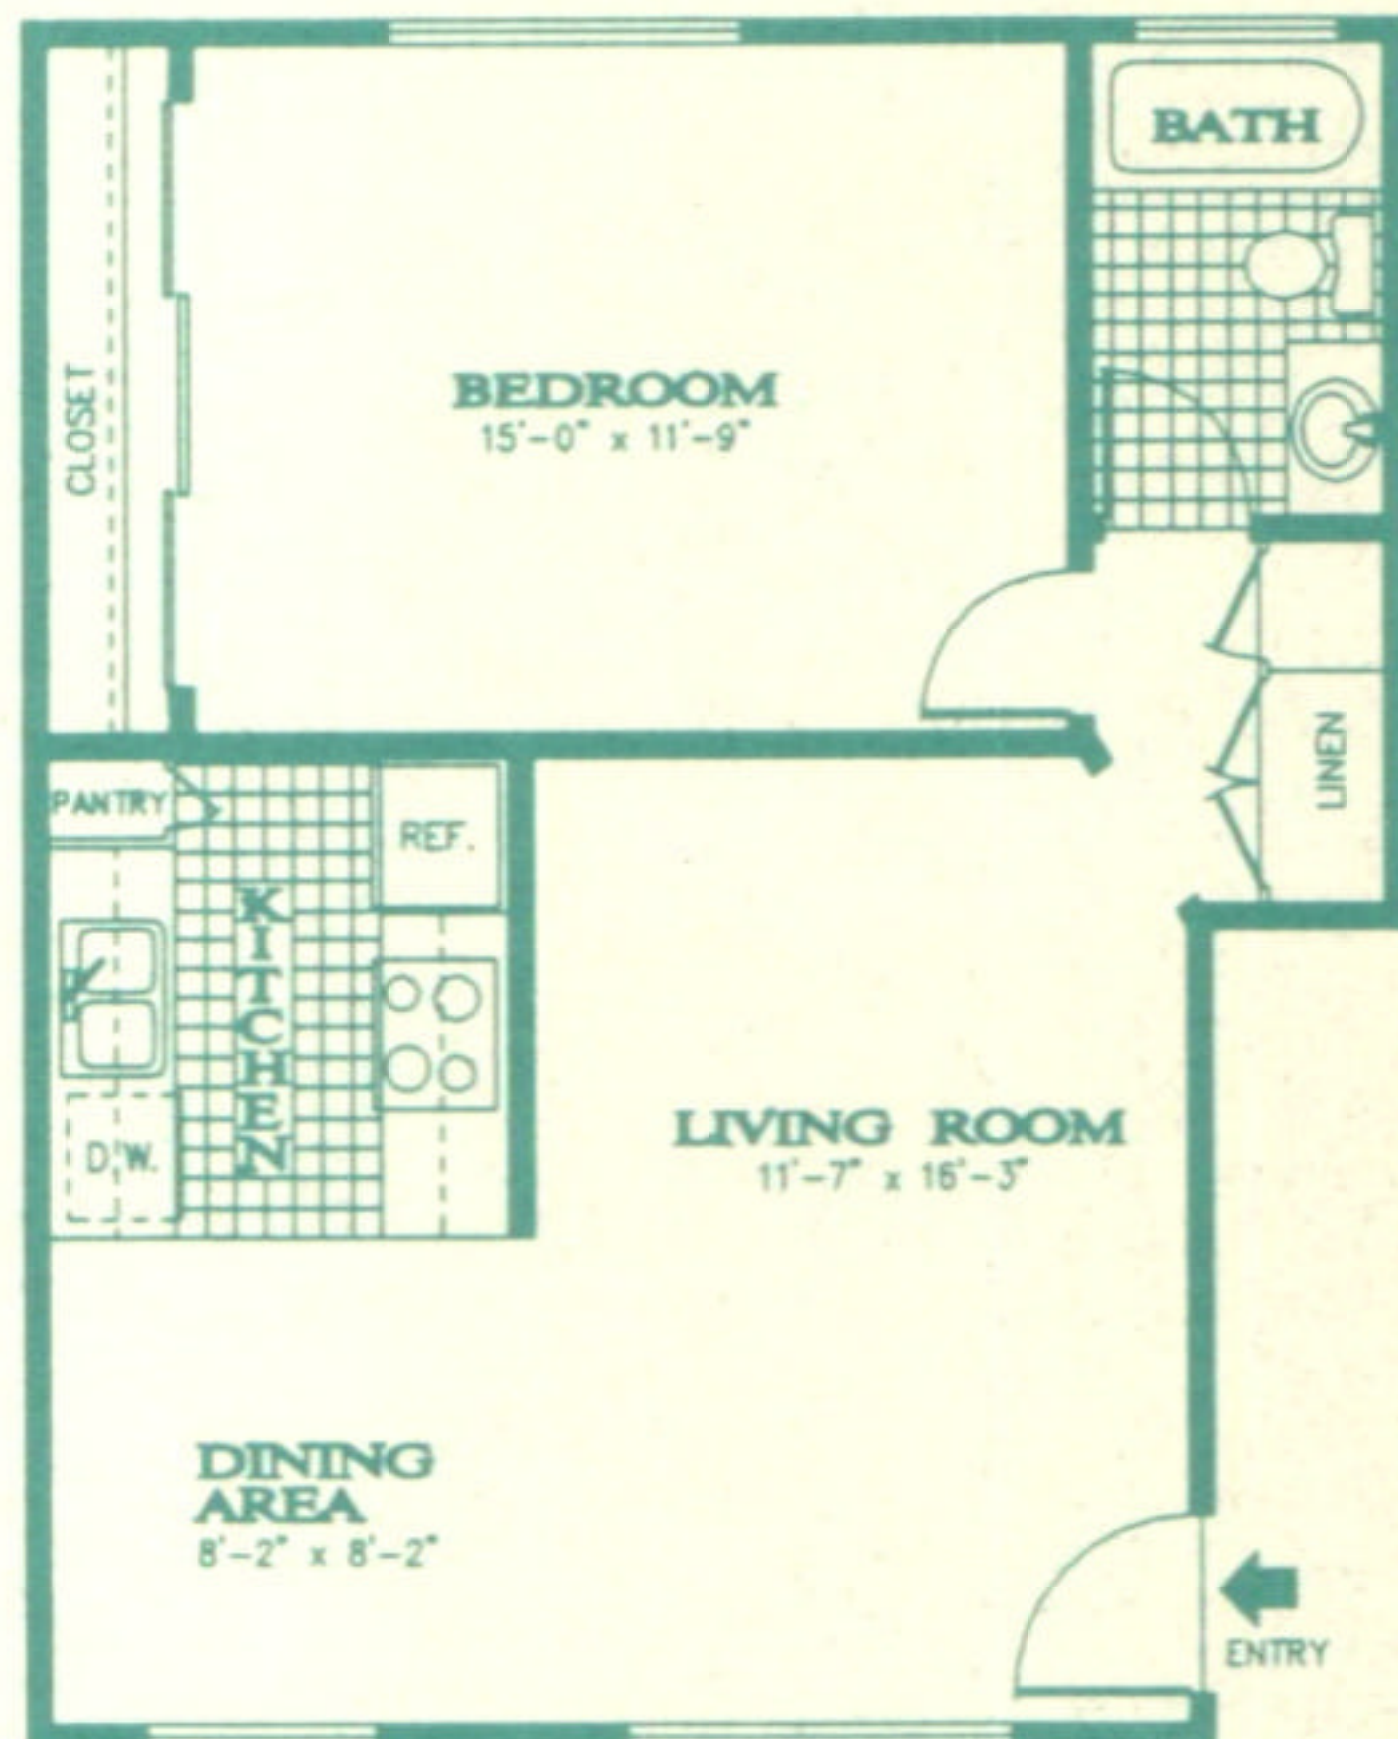 BATH
BEDROOM
15'-0" x 11'-9"
CLOSET
LINEN
PANTRY
REF.
KITCHEN
D.W.
LIVING ROOM
11'-7" x 16'-3"
DINING
AREA
8'-2" x 8'-2"
ENTRY